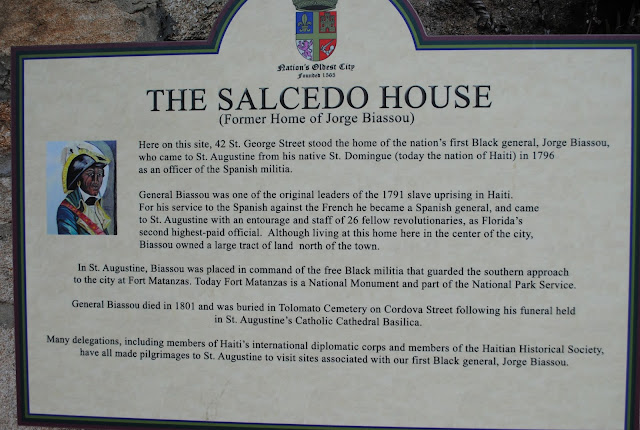 Nation's Oldest City
Founded 1565
THE SALCEDO HOUSE
(Former Home of Jorge Biassou)
Here on this site, 42 St. George Street stood the home of the nation's first Black general, Jorge Biassou,
who came to St. Augustine from his native St. Domingue (today the nation of Haiti) in 1796
as an officer of the Spanish militia.
General Biassou was one of the original leaders of the 1791 slave uprising in Haiti.
For his service to the Spanish against the French he became a Spanish general, and came
to St. Augustine with an entourage and staff of 26 fellow revolutionaries, as Florida's
second highest-paid official. Although living at this home here in the center of the city,
Biassou owned a large tract of land north of the town.
In St. Augustine, Biassou was placed in command of the free Black militia that guarded the southern approach
to the city at Fort Matanzas. Today Fort Matanzas is a National Monument and part of the National Park Service.
General Biassou died in 1801 and was buried in Tolomato Cemetery on Cordova Street following his funeral held
in St. Augustine's Catholic Cathedral Basilica.
Many delegations, including members of Haiti's international diplomatic corps and members of the Haitian Historical Society,
have all made pilgrimages to St. Augustine to visit sites associated with our first Black general, Jorge Biassou.